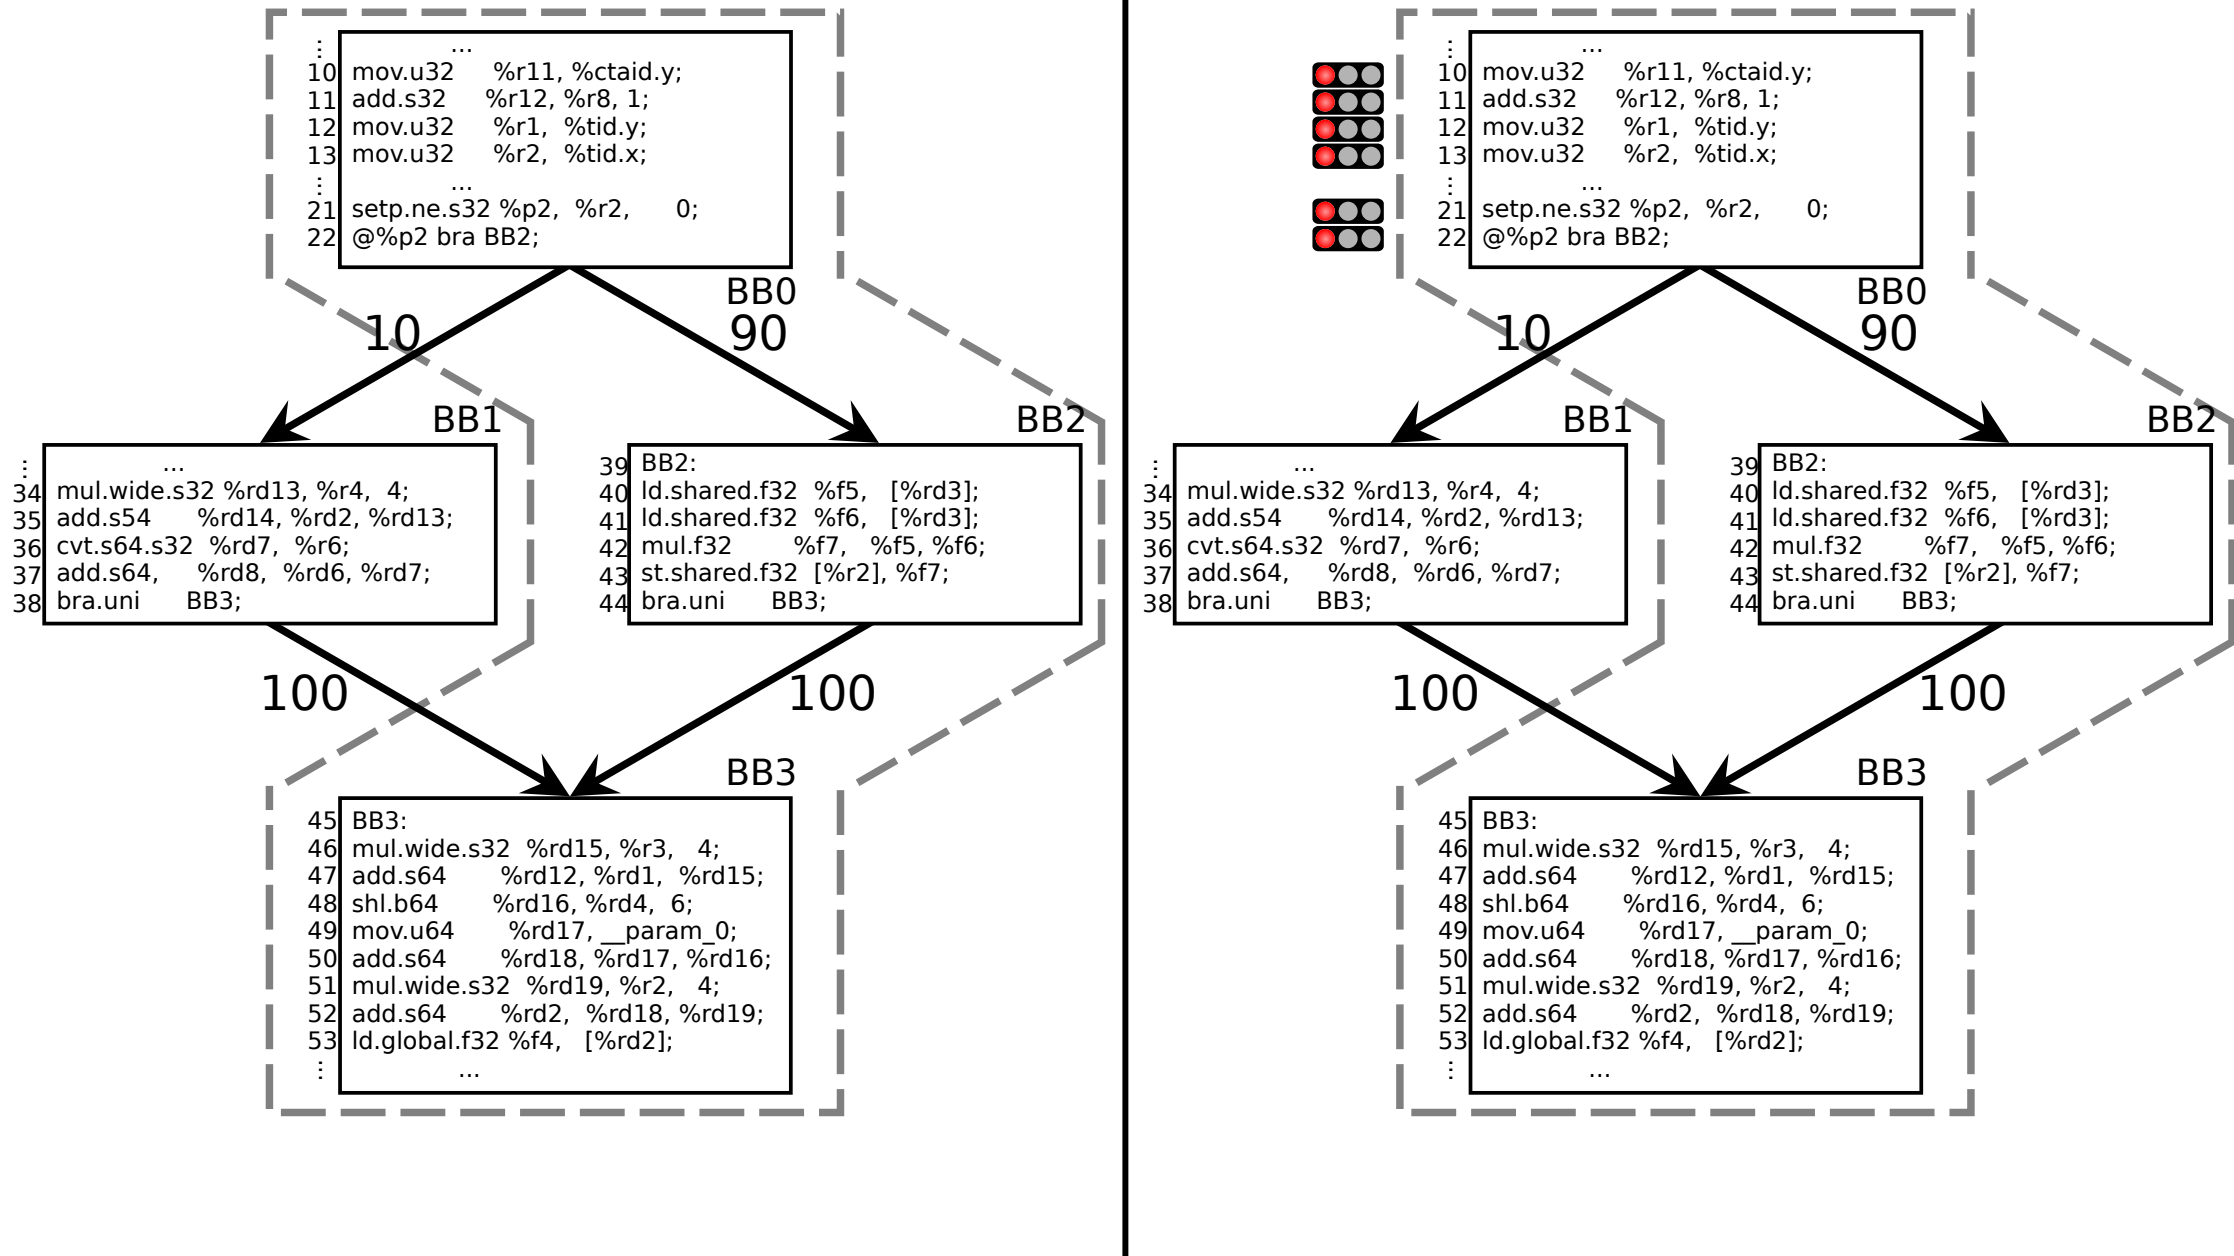 ⋮ ...
10 mov.u32 %r11, %ctaid.y;
11 add.s32 %r12, %r8, 1;
12 mov.u32 %r1, %tid.y;
13 mov.u32 %r2, %tid.x;
⋮ ...
21 setp.ne.s32 %p2, %r2, 0;
22 @%p2 bra BB2;
BB0
10
90
BB1
⋮ ...
34 mul.wide.s32 %rd13, %r4, 4;
35 add.s54 %rd14, %rd2, %rd13;
36 cvt.s64.s32 %rd7, %r6;
37 add.s64, %rd8, %rd6, %rd7;
38 bra.uni BB3;
BB2
39 BB2:
40 ld.shared.f32 %f5, [%rd3];
41 ld.shared.f32 %f6, [%rd3];
42 mul.f32 %f7, %f5, %f6;
43 st.shared.f32 [%r2], %f7;
44 bra.uni BB3;
100
100
BB3
45 BB3:
46 mul.wide.s32 %rd15, %r3, 4;
47 add.s64 %rd12, %rd1, %rd15;
48 shl.b64 %rd16, %rd4, 6;
49 mov.u64 %rd17, __param_0;
50 add.s64 %rd18, %rd17, %rd16;
51 mul.wide.s32 %rd19, %r2, 4;
52 add.s64 %rd2, %rd18, %rd19;
53 ld.global.f32 %f4, [%rd2];
⋮ ...
⋮ ...
10 mov.u32 %r11, %ctaid.y;
11 add.s32 %r12, %r8, 1;
12 mov.u32 %r1, %tid.y;
13 mov.u32 %r2, %tid.x;
⋮ ...
21 setp.ne.s32 %p2, %r2, 0;
22 @%p2 bra BB2;
BB0
10
90
BB1
⋮ ...
34 mul.wide.s32 %rd13, %r4, 4;
35 add.s54 %rd14, %rd2, %rd13;
36 cvt.s64.s32 %rd7, %r6;
37 add.s64, %rd8, %rd6, %rd7;
38 bra.uni BB3;
BB2
39 BB2:
40 ld.shared.f32 %f5, [%rd3];
41 ld.shared.f32 %f6, [%rd3];
42 mul.f32 %f7, %f5, %f6;
43 st.shared.f32 [%r2], %f7;
44 bra.uni BB3;
100
100
BB3
45 BB3:
46 mul.wide.s32 %rd15, %r3, 4;
47 add.s64 %rd12, %rd1, %rd15;
48 shl.b64 %rd16, %rd4, 6;
49 mov.u64 %rd17, __param_0;
50 add.s64 %rd18, %rd17, %rd16;
51 mul.wide.s32 %rd19, %r2, 4;
52 add.s64 %rd2, %rd18, %rd19;
53 ld.global.f32 %f4, [%rd2];
⋮ ...